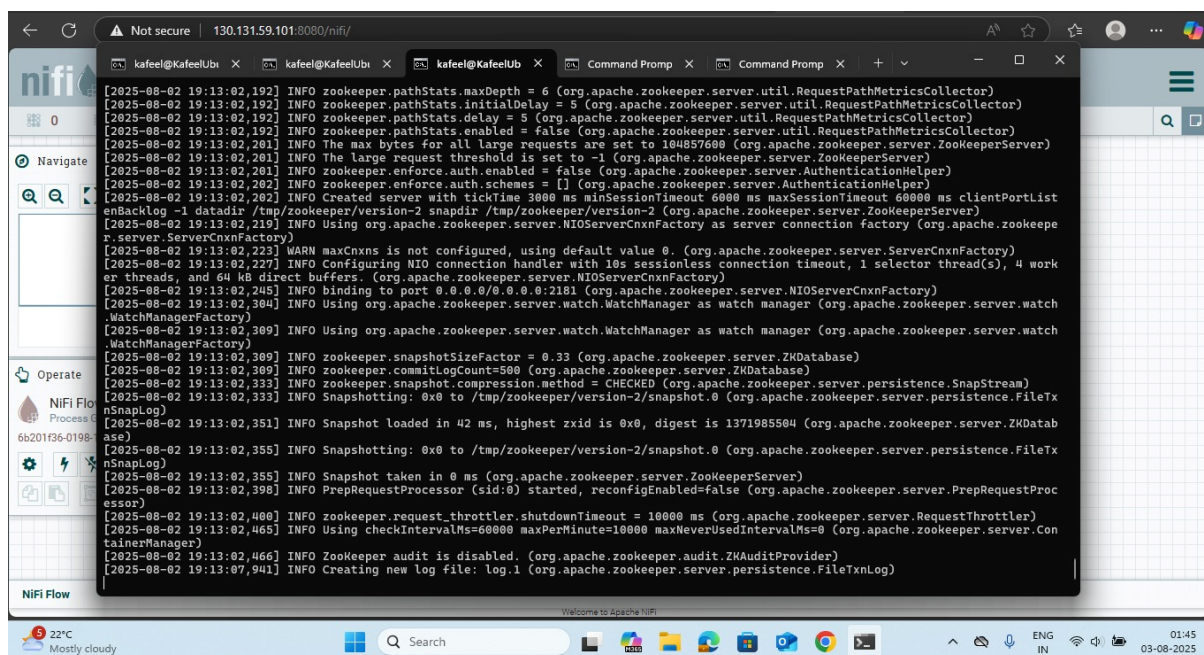 Not secure 130.131.59.101:8080/nifi/
kafeel@KafeelUbu kafeel@KafeelUbu kafeel@KafeelUb Command Promp Command Promp
nifi
0
Navigate
Operate
NiFi Flo
Process G
6b201f36-0198-1
[2025-08-02 19:13:02,192] INFO zookeeper.pathStats.maxDepth = 6 (org.apache.zookeeper.server.util.RequestPathMetricsCollector)
[2025-08-02 19:13:02,192] INFO zookeeper.pathStats.initialDelay = 5 (org.apache.zookeeper.server.util.RequestPathMetricsCollector)
[2025-08-02 19:13:02,192] INFO zookeeper.pathStats.delay = 5 (org.apache.zookeeper.server.util.RequestPathMetricsCollector)
[2025-08-02 19:13:02,192] INFO zookeeper.pathStats.enabled = false (org.apache.zookeeper.server.util.RequestPathMetricsCollector)
[2025-08-02 19:13:02,201] INFO The max bytes for all large requests are set to 104857600 (org.apache.zookeeper.server.ZooKeeperServer)
[2025-08-02 19:13:02,201] INFO The large request threshold is set to -1 (org.apache.zookeeper.server.ZooKeeperServer)
[2025-08-02 19:13:02,201] INFO zookeeper.enforce.auth.enabled = false (org.apache.zookeeper.server.AuthenticationHelper)
[2025-08-02 19:13:02,202] INFO zookeeper.enforce.auth.schemes = [] (org.apache.zookeeper.server.AuthenticationHelper)
[2025-08-02 19:13:02,202] INFO Created server with tickTime 3000 ms minSessionTimeout 6000 ms maxSessionTimeout 60000 ms clientPortList
enBacklog -1 datadir /tmp/zookeeper/version-2 snapdir /tmp/zookeeper/version-2 (org.apache.zookeeper.server.ZooKeeperServer)
[2025-08-02 19:13:02,219] INFO Using org.apache.zookeeper.server.NIOServerCnxnFactory as server connection factory (org.apache.zookeepe
r.server.ServerCnxnFactory)
[2025-08-02 19:13:02,223] WARN maxCnxns is not configured, using default value 0. (org.apache.zookeeper.server.ServerCnxnFactory)
[2025-08-02 19:13:02,227] INFO Configuring NIO connection handler with 10s sessionless connection timeout, 1 selector thread(s), 4 work
er threads, and 64 kB direct buffers. (org.apache.zookeeper.server.NIOServerCnxnFactory)
[2025-08-02 19:13:02,245] INFO binding to port 0.0.0.0/0.0.0.0:2181 (org.apache.zookeeper.server.NIOServerCnxnFactory)
[2025-08-02 19:13:02,304] INFO Using org.apache.zookeeper.server.watch.WatchManager as watch manager (org.apache.zookeeper.server.watch
.WatchManagerFactory)
[2025-08-02 19:13:02,309] INFO Using org.apache.zookeeper.server.watch.WatchManager as watch manager (org.apache.zookeeper.server.watch
.WatchManagerFactory)
[2025-08-02 19:13:02,309] INFO zookeeper.snapshotSizeFactor = 0.33 (org.apache.zookeeper.server.ZKDatabase)
[2025-08-02 19:13:02,309] INFO zookeeper.commitLogCount=500 (org.apache.zookeeper.server.ZKDatabase)
[2025-08-02 19:13:02,333] INFO zookeeper.snapshot.compression.method = CHECKED (org.apache.zookeeper.server.persistence.SnapStream)
[2025-08-02 19:13:02,333] INFO Snapshotting: 0x0 to /tmp/zookeeper/version-2/snapshot.0 (org.apache.zookeeper.server.persistence.FileTx
nSnapLog)
[2025-08-02 19:13:02,351] INFO Snapshot loaded in 42 ms, highest zxid is 0x0, digest is 1371985504 (org.apache.zookeeper.server.ZKDatab
ase)
[2025-08-02 19:13:02,355] INFO Snapshotting: 0x0 to /tmp/zookeeper/version-2/snapshot.0 (org.apache.zookeeper.server.persistence.FileTx
nSnapLog)
[2025-08-02 19:13:02,355] INFO Snapshot taken in 0 ms (org.apache.zookeeper.server.ZooKeeperServer)
[2025-08-02 19:13:02,398] INFO PrepRequestProcessor (sid:0) started, reconfigEnabled=false (org.apache.zookeeper.server.PrepRequestProc
essor)
[2025-08-02 19:13:02,400] INFO zookeeper.request_throttler.shutdownTimeout = 10000 ms (org.apache.zookeeper.server.RequestThrottler)
[2025-08-02 19:13:02,465] INFO Using checkIntervalMs=60000 maxPerMinute=10000 maxNeverUsedIntervalMs=0 (org.apache.zookeeper.server.Con
tainerManager)
[2025-08-02 19:13:02,466] INFO ZooKeeper audit is disabled. (org.apache.zookeeper.audit.ZKAuditProvider)
[2025-08-02 19:13:07,941] INFO Creating new log file: log.1 (org.apache.zookeeper.server.persistence.FileTxnLog)
NiFi Flow
Welcome to Apache NiFi
5
22°C
Mostly cloudy
Search
M365
ENG
IN
01:45
03-08-2025